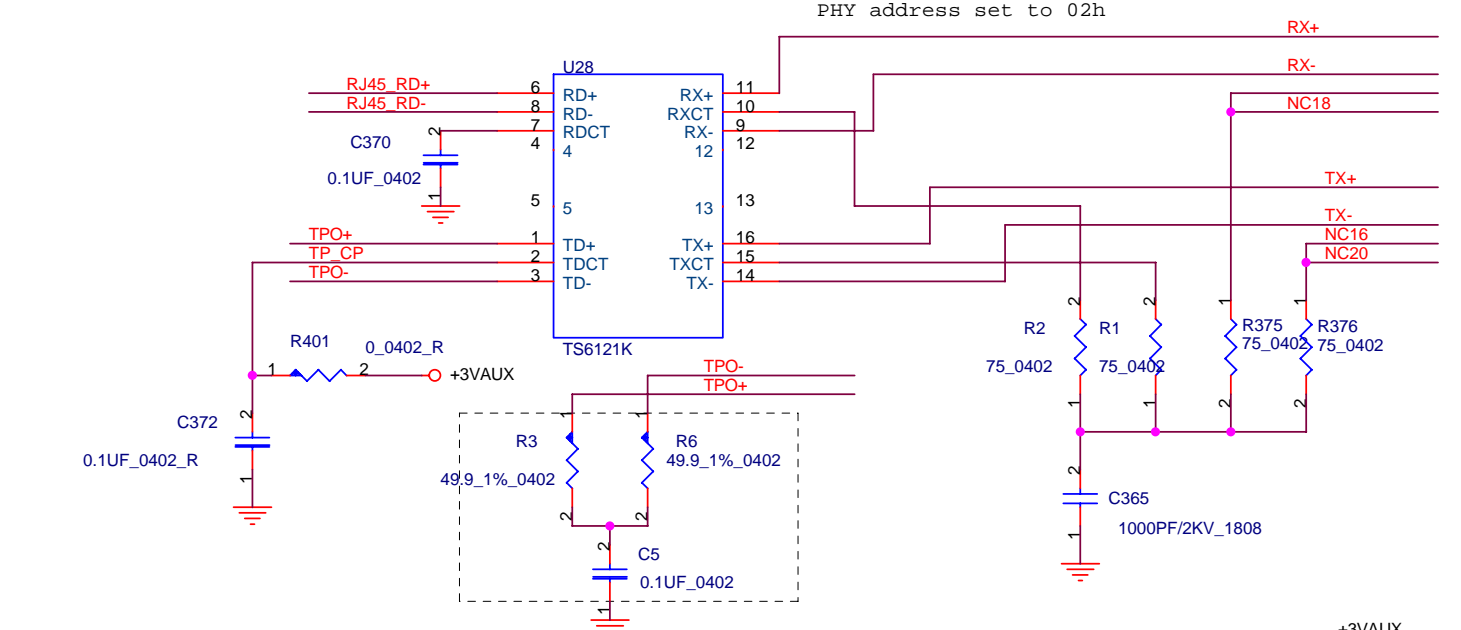 PHY address set to 02h
RX+
U28
RX-
RJ45_RD+ 6 RD+ RX+ 11
RJ45_RD- 8 RD- RXCT 10 NC18
7 RDCT RX- 9
C370 2 4 4 12 12
0.1UF_0402
1
TX+
5 5 13 13
TX-
TPO+ 1 TD+ TX+ 16 NC16
TP_CP 2 TDCT TXCT 15 NC20
TPO- 3 TD- TX- 14
2 2 1 1
R2 R1 R375 R376
75_0402 75_0402 75_0402 75_0402
1 1 2 2
R401 0_0402_R TS6121K
1 2 +3VAUX
TPO-
TPO+
C372 2
0.1UF_0402_R
1
1 1
R3 R6
49.9_1%_0402 49.9_1%_0402
2 2
2 C5
0.1UF_0402
1
2 C365
1 1000PF/2KV_1808
+3VAUX